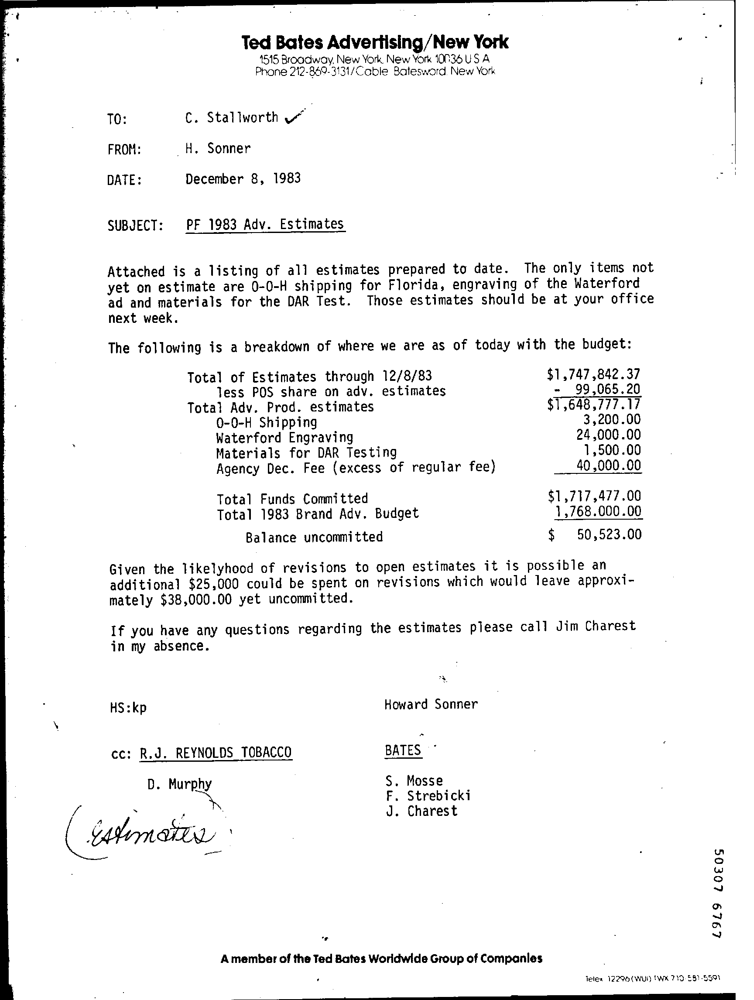 Ted Bates Advertising/New York
1515 Broadway, New York, New York 10036 U S A
Phone 212-869-3131/Cable Batesword New York
TO: C. Stallworth ✓
FROM: H. Sonner
DATE: December 8, 1983
SUBJECT: PF 1983 Adv. Estimates
Attached is a listing of all estimates prepared to date. The only items not
yet on estimate are O-O-H shipping for Florida, engraving of the Waterford
ad and materials for the DAR Test. Those estimates should be at your office
next week.
The following is a breakdown of where we are as of today with the budget:
Total of Estimates through 12/8/83 $1,747,842.37
less POS share on adv. estimates - 99,065.20
Total Adv. Prod. estimates $1,648,777.17
O-O-H Shipping 3,200.00
Waterford Engraving 24,000.00
Materials for DAR Testing 1,500.00
Agency Dec. Fee (excess of regular fee) 40,000.00
Total Funds Committed $1,717,477.00
Total 1983 Brand Adv. Budget 1,768.000.00
Balance uncommitted $ 50,523.00
Given the likelyhood of revisions to open estimates it is possible an
additional $25,000 could be spent on revisions which would leave approxi-
mately $38,000.00 yet uncommitted.
If you have any questions regarding the estimates please call Jim Charest
in my absence.
HS:kp Howard Sonner
cc: R.J. REYNOLDS TOBACCO BATES
D. Murphy S. Mosse
F. Strebicki
J. Charest
(Estimates
50307 6767
A member of the Ted Bates Worldwide Group of Companies
Telex 12296 (WUI) TWX 710 581-5591